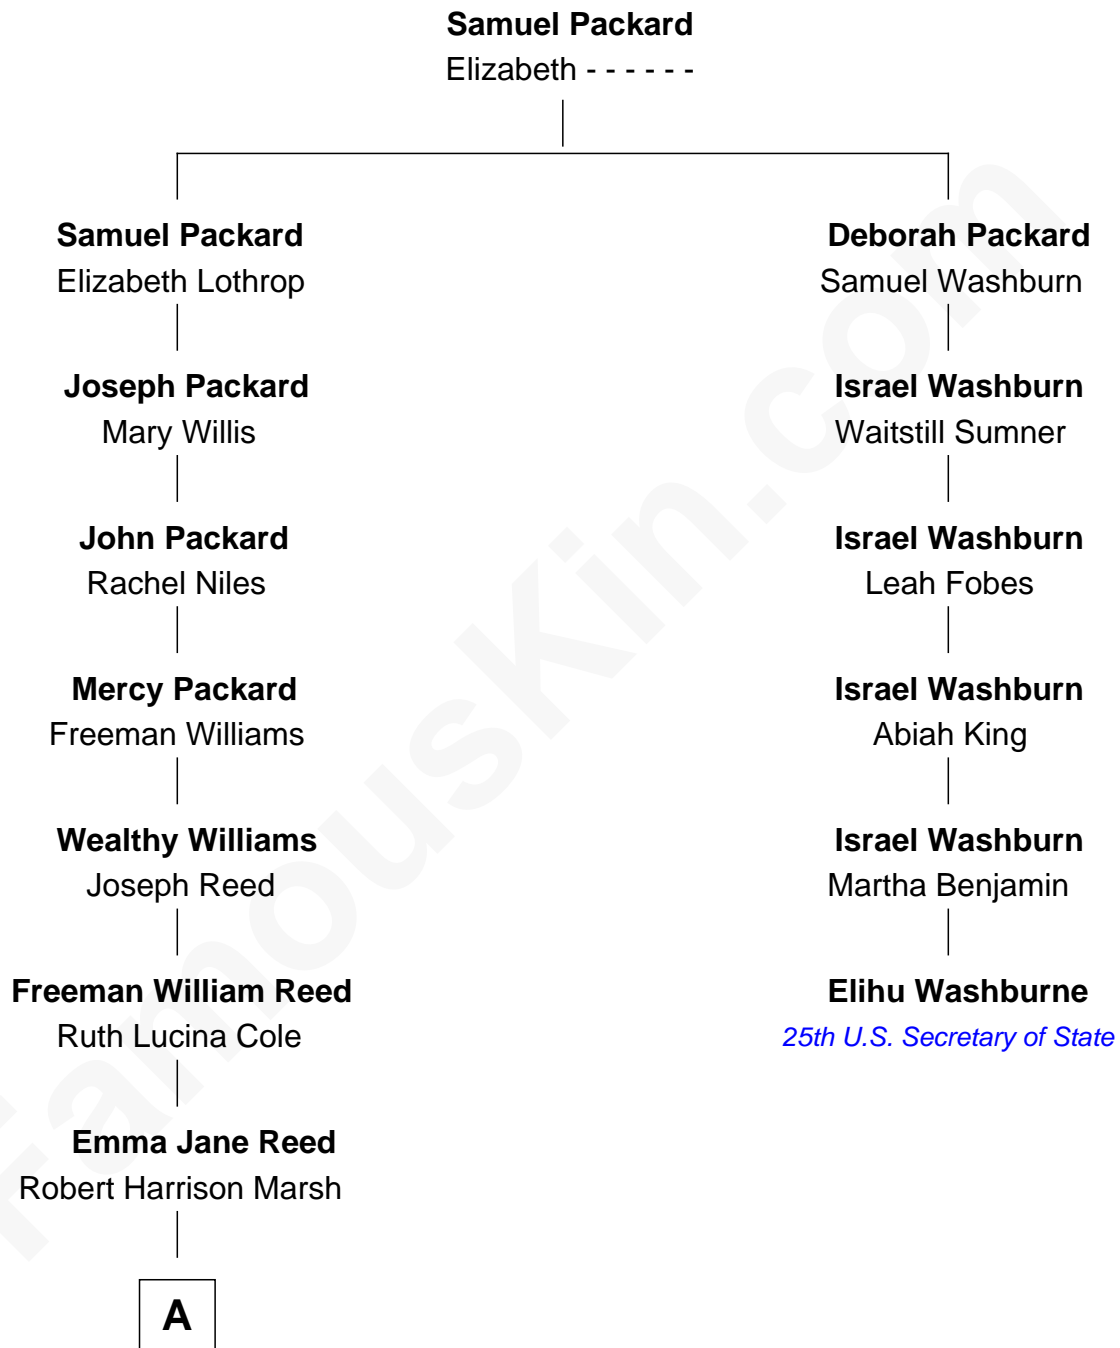 Samuel Packard
Elizabeth - - - - - -
Samuel Packard
Elizabeth Lothrop
Deborah Packard
Samuel Washburn
Joseph Packard
Mary Willis
Israel Washburn
Waitstill Sumner
John Packard
Rachel Niles
Israel Washburn
Leah Fobes
Mercy Packard
Freeman Williams
Israel Washburn
Abiah King
Wealthy Williams
Joseph Reed
Israel Washburn
Martha Benjamin
Freeman William Reed
Ruth Lucina Cole
Elihu Washburne
25th U.S. Secretary of State
Emma Jane Reed
Robert Harrison Marsh
A
FamousKin.com